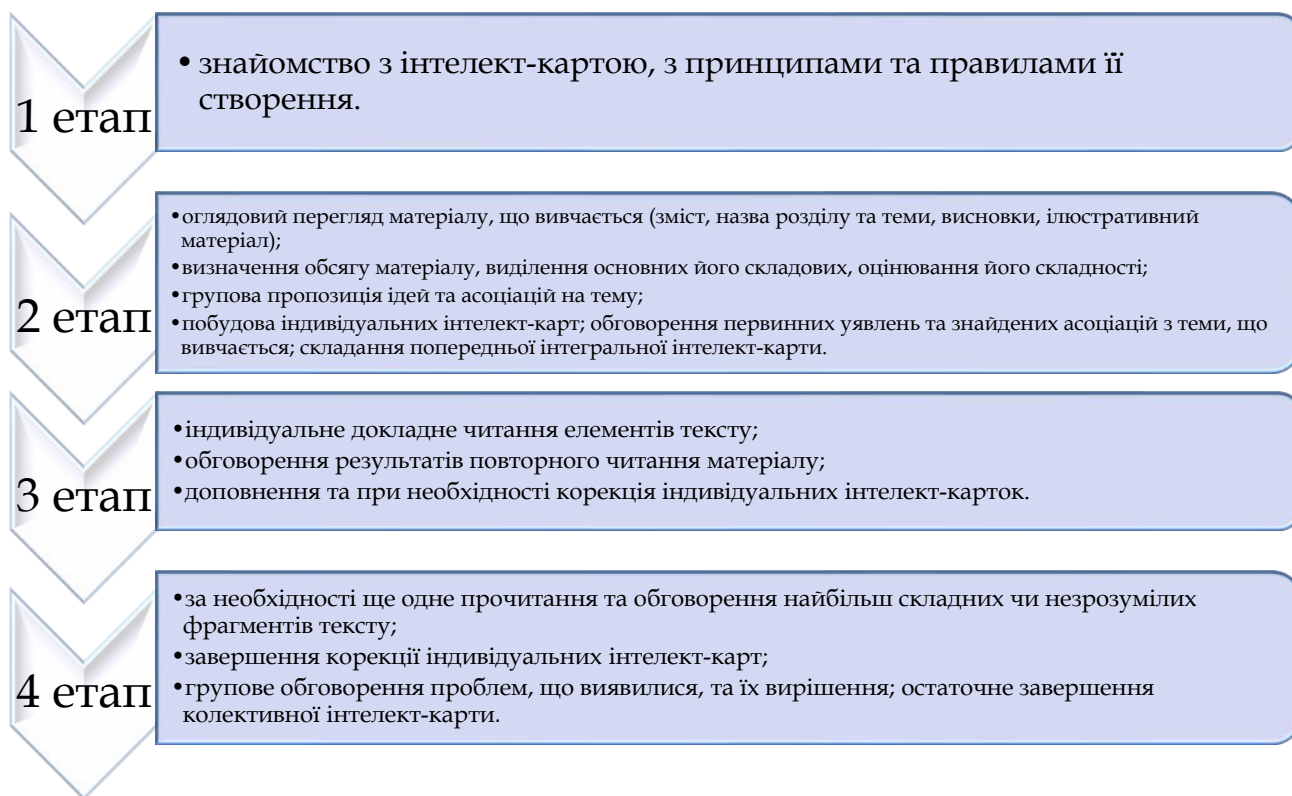 1 етап
• знайомство з інтелект-картою, з принципами та правилами її
створення.
2 етап
•оглядовий перегляд матеріалу, що вивчається (зміст, назва розділу та теми, висновки, ілюстративний
матеріал);
•визначення обсягу матеріалу, виділення основних його складових, оцінювання його складності;
•групова пропозиція ідей та асоціацій на тему;
•побудова індивідуальних інтелект-карт; обговорення первинних уявлень та знайдених асоціацій з теми, що
вивчається; складання попередньої інтегральної інтелект-карти.
3 етап
•індивідуальне докладне читання елементів тексту;
•обговорення результатів повторного читання матеріалу;
•доповнення та при необхідності корекція індивідуальних інтелект-карток.
4 етап
•за необхідності ще одне прочитання та обговорення найбільш складних чи незрозумілих
фрагментів тексту;
•завершення корекції індивідуальних інтелект-карт;
•групове обговорення проблем, що виявилися, та їх вирішення; остаточне завершення
колективної інтелект-карти.